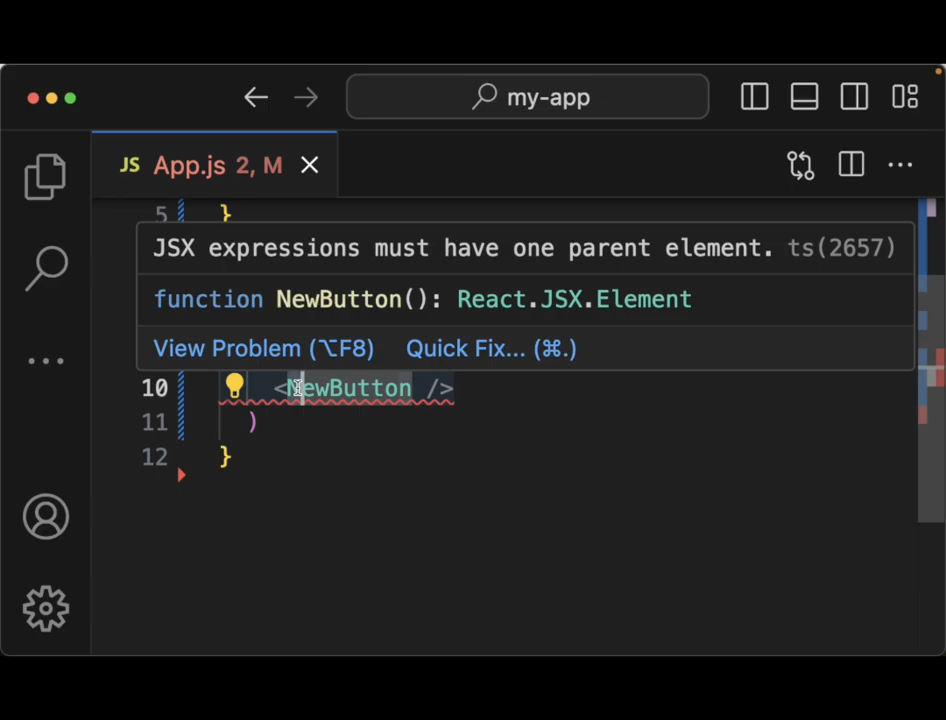 my-app
JS App.js 2, M
5 }
JSX expressions must have one parent element. ts(2657)
function NewButton(): React.JSX.Element
View Problem (⌥F8) Quick Fix... (⌘.)
10 <NewButton />
11 )
12 }